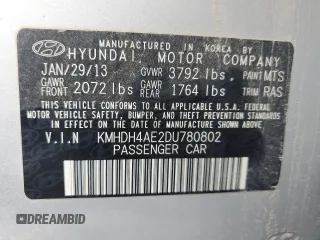 MANUFACTURED IN KOREA BY
HYUNDAI MOTOR COMPANY
JAN/29/13 GVWR 3792 lbs PAINT MTS
GAWR FRONT 2072 lbs GAWR REAR 1764 lbs TRIM RAS
THIS VEHICLE CONFORMS TO ALL APPLICABLE U.S.A. FEDERAL
MOTOR VEHICLE SAFETY, BUMPER, AND THEFT PREVENTION
STANDARDS IN EFFECT ON THE DATE OF MANUFACTURE SHOWN ABOVE.
V.I.N KMHDH4AE2DU780802
PASSENGER CAR